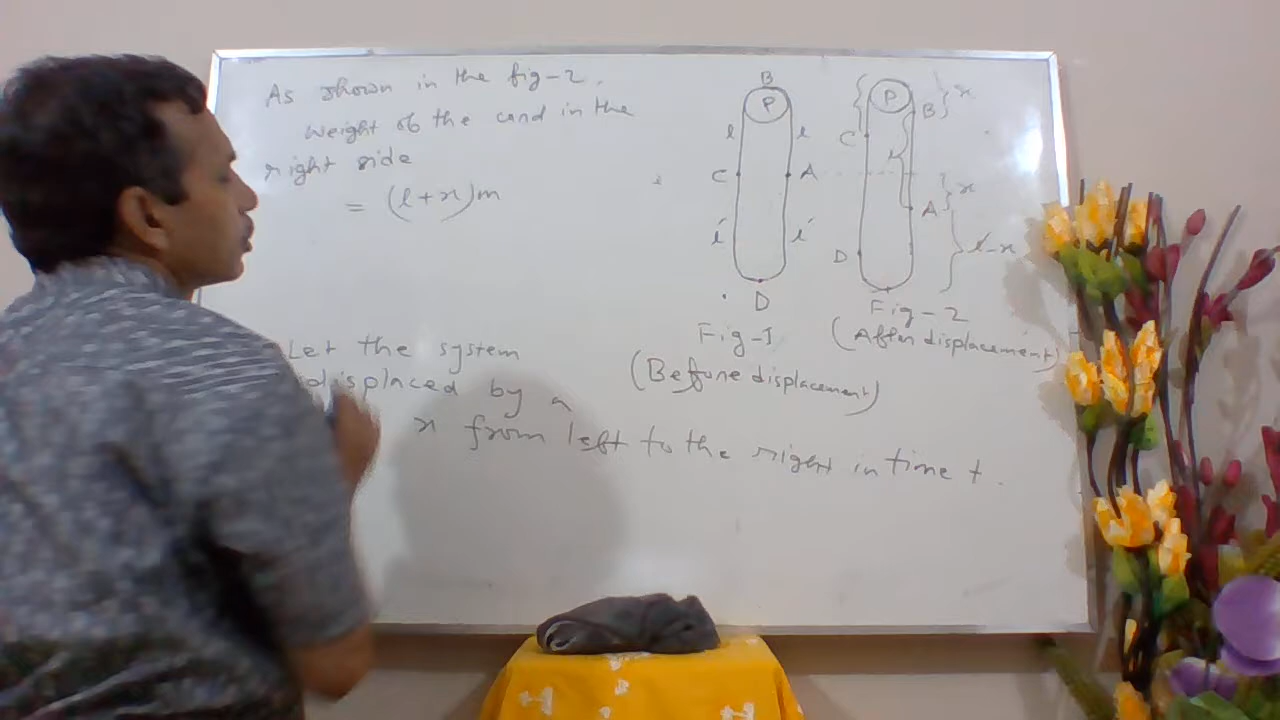 As shown in the fig-2.
weight of the cord in the
right side
= (l+x)m
B
P
l
l
C
A
l'
l'
D
Fig-1
(Before displacement)
P
B
x
C
A
x
D
l'-x
Fig-2
(After displacement)
Let the system
displaced by a
x from left to the right in time t.